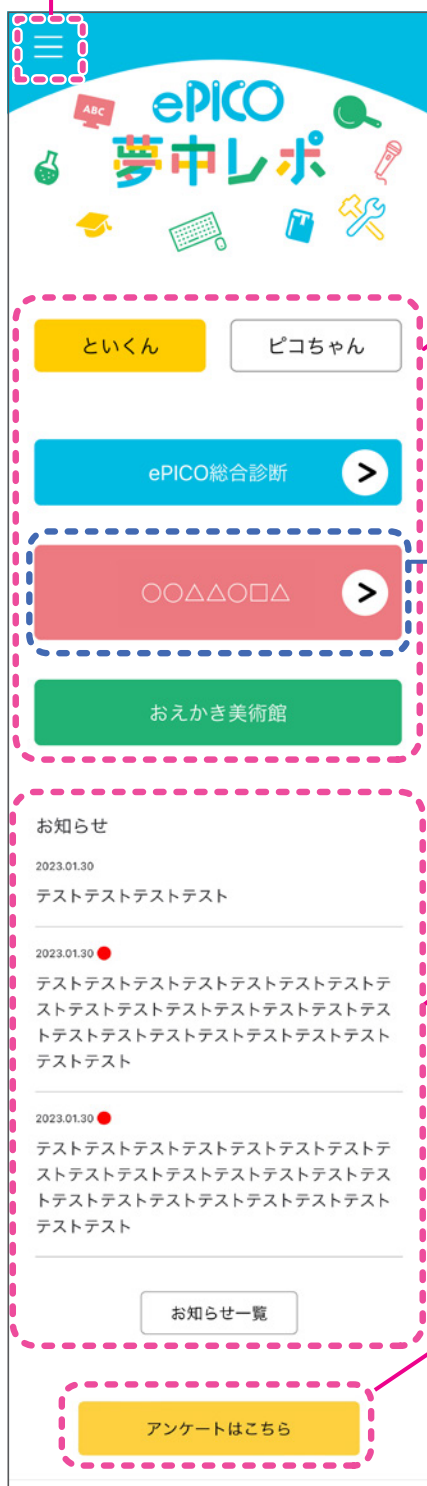 ABC
ePICO
夢中レポ
といくん
ピコちゃん
ePICO総合診断
>
○○△△○□△
>
おえかき美術館
お知らせ
2023.01.30
テストテストテストテスト
2023.01.30
テストテストテストテストテストテストテストテ
ストテストテストテストテストテストテストテス
トテストテストテストテストテストテストテスト
テストテスト
2023.01.30
テストテストテストテストテストテストテストテ
ストテストテストテストテストテストテストテス
トテストテストテストテストテストテストテスト
テストテスト
お知らせ一覧
アンケートはこちら